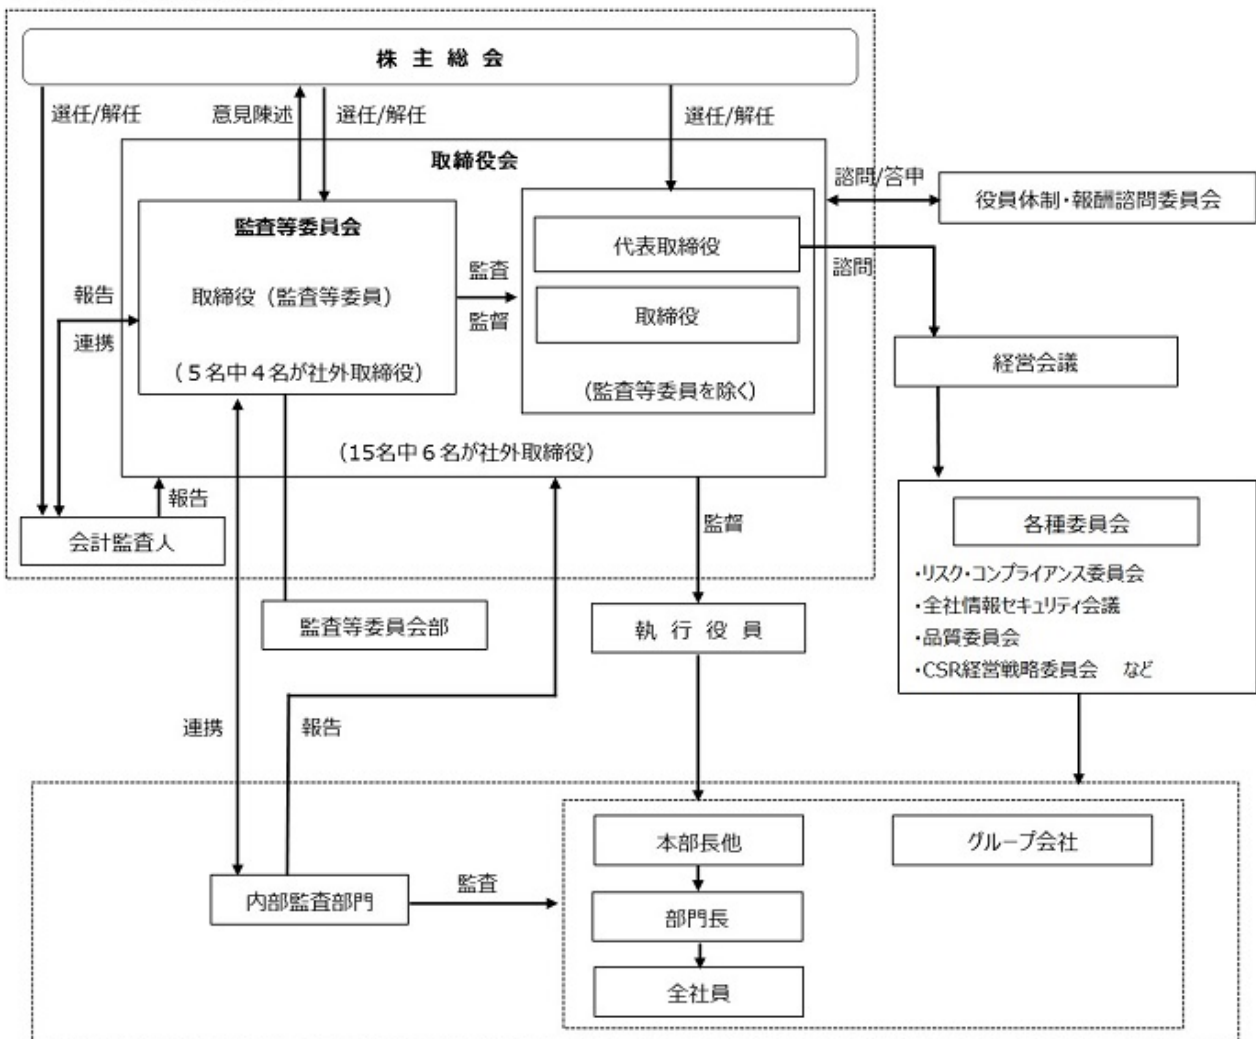 株 主 総 会
選任/解任
意見陳述
選任/解任
選任/解任
取締役会
監査等委員会
取締役（監査等委員）
（５名中４名が社外取締役）
監査
監督
代表取締役
取締役
（監査等委員を除く）
（15名中６名が社外取締役）
諮問/答申
役員体制・報酬諮問委員会
諮問
経営会議
報告
連携
報告
会計監査人
監査等委員会部
監督
執 行 役 員
各種委員会
・リスク・コンプライアンス委員会
・全社情報セキュリティ会議
・品質委員会
・CSR経営戦略委員会　など
連携
報告
内部監査部門
監査
本部長他
部門長
全社員
グループ会社